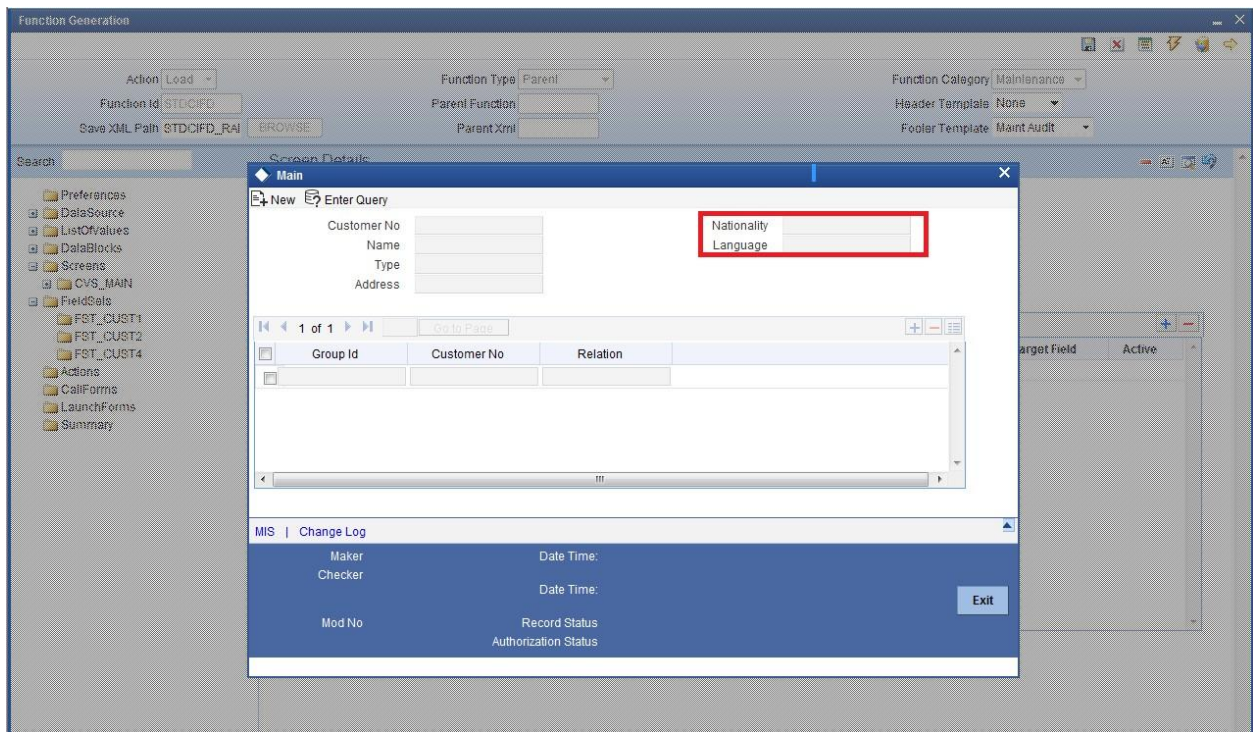 Function Generation
Action Load Function Type Parent Function Category Maintenance
Function Id STDCIFD Parent Function Header Template None
Save XML Path STDCIFD_RAI BROWSE Parent Xml Footer Template Maint Audit
Search Screen Details
Preferences
DataSource
ListOfValues
DataBlocks
Screens
CVS_MAIN
FieldSets
FST_CUST1
FST_CUST2
FST_CUST4
Actions
CallForms
LaunchForms
Summary
Main
New Enter Query
Customer No Nationality
Name Language
Type
Address
1 of 1 Go to Page
Group Id Customer No Relation
arget Field Active
MIS | Change Log
Maker Date Time:
Checker
Date Time:
Exit
Mod No Record Status
Authorization Status